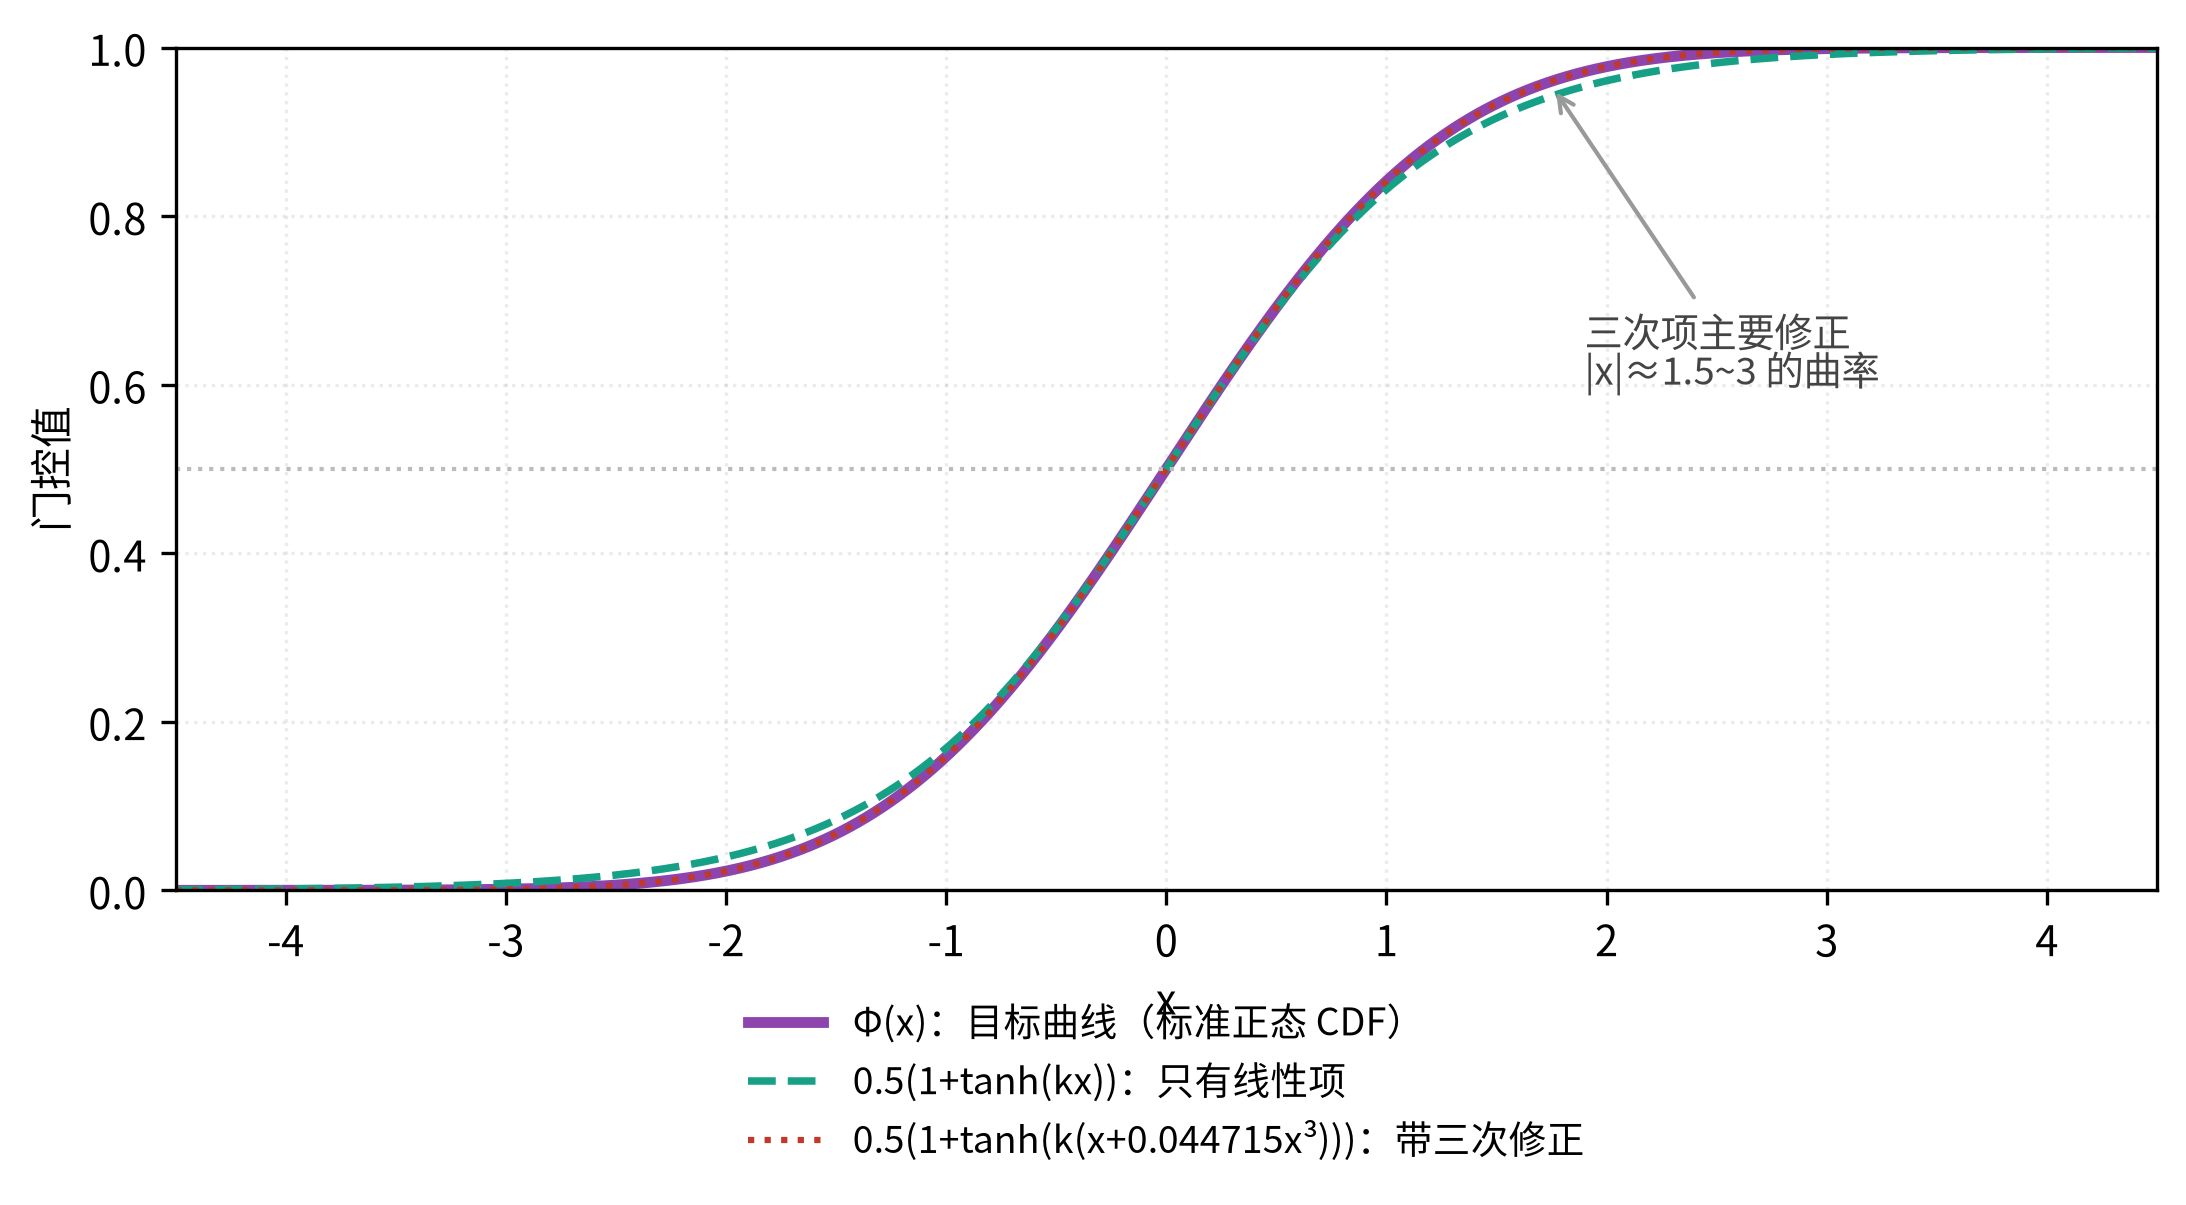 1.0
0.8
0.6
0.4
0.2
0.0
门控值
三次项主要修正
|x|≈1.5~3 的曲率
-4 -3 -2 -1 0 1 2 3 4
x
Φ(x)：目标曲线（标准正态 CDF）
0.5(1+tanh(kx))：只有线性项
0.5(1+tanh(k(x+0.044715x³)))：带三次修正